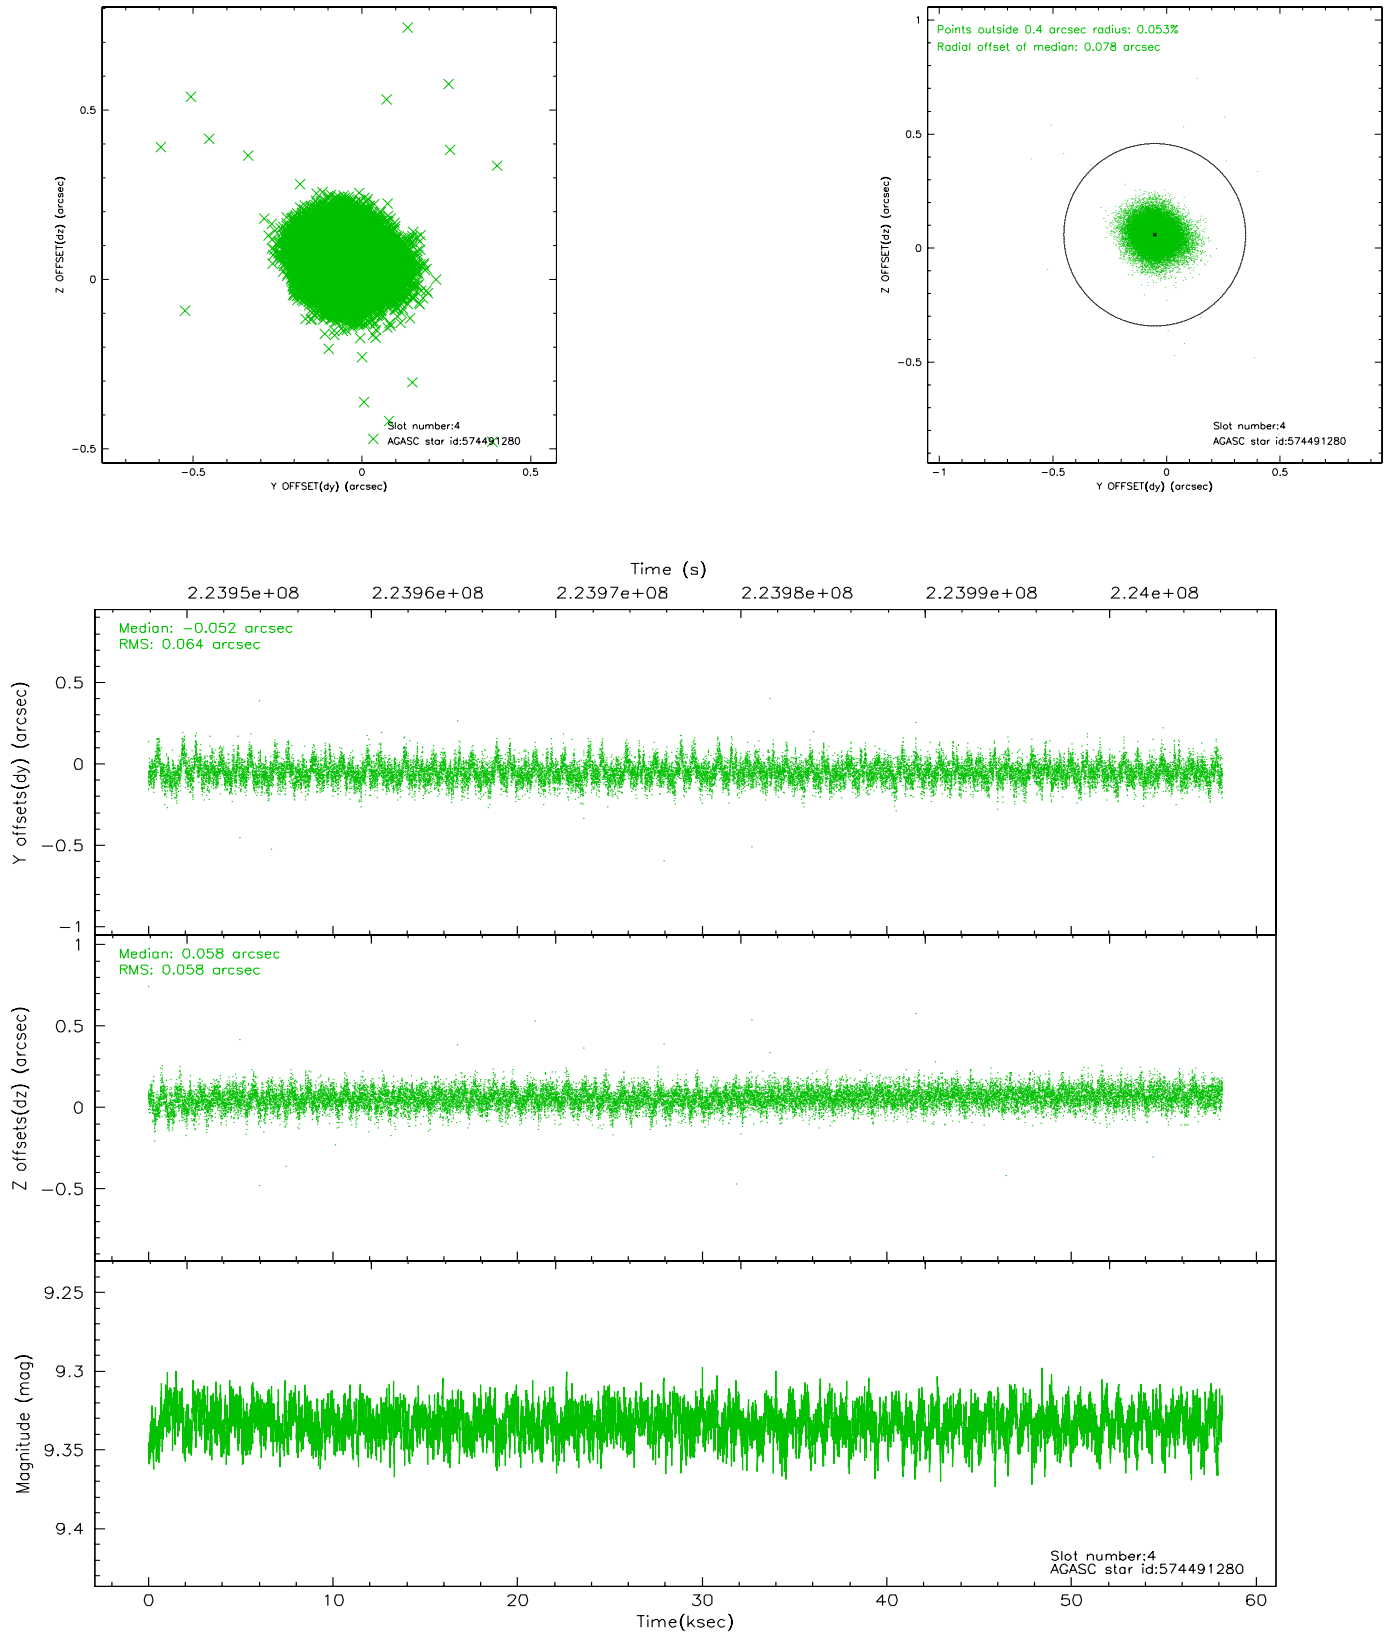 0.5
0
−0.5
Z OFFSET(dz) (arcsec)
−0.5
0
0.5
Y OFFSET(dy) (arcsec)
Slot number:4
AGASC star id:574491280
Points outside 0.4 arcsec radius: 0.053%
Radial offset of median: 0.078 arcsec
1
0.5
0
−0.5
Z OFFSET(dz) (arcsec)
−1
−0.5
0
0.5
Y OFFSET(dy) (arcsec)
Slot number:4
AGASC star id:574491280
Time (s)
2.2395e+08
2.2396e+08
2.2397e+08
2.2398e+08
2.2399e+08
2.24e+08
Median: −0.052 arcsec
RMS: 0.064 arcsec
0.5
0
−0.5
−1
Y offsets(dy) (arcsec)
Median: 0.058 arcsec
RMS: 0.058 arcsec
1
0.5
0
−0.5
Z offsets(dz) (arcsec)
9.25
9.3
9.35
9.4
Magnitude (mag)
Slot number:4
AGASC star id:574491280
0
10
20
30
40
50
60
Time(ksec)